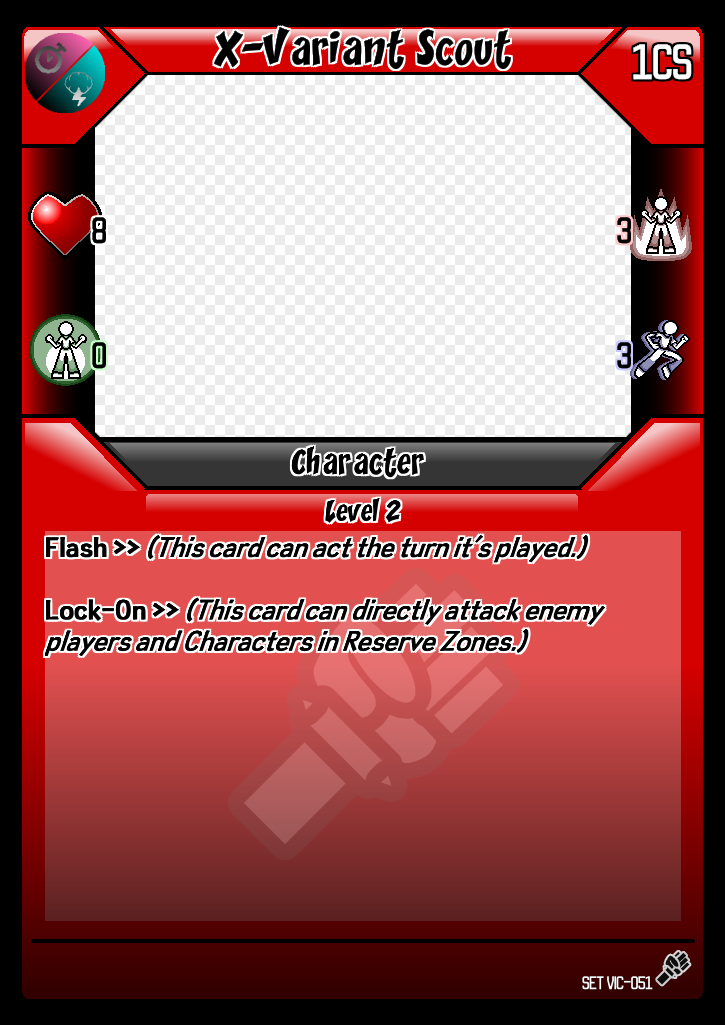 X-Variant Scout
1CS
8
3
0
3
Character
Level 2
Flash >> (This card can act the turn it's played.)
Lock-On >> (This card can directly attack enemy
players and Characters in Reserve Zones.)
SET VIC-051